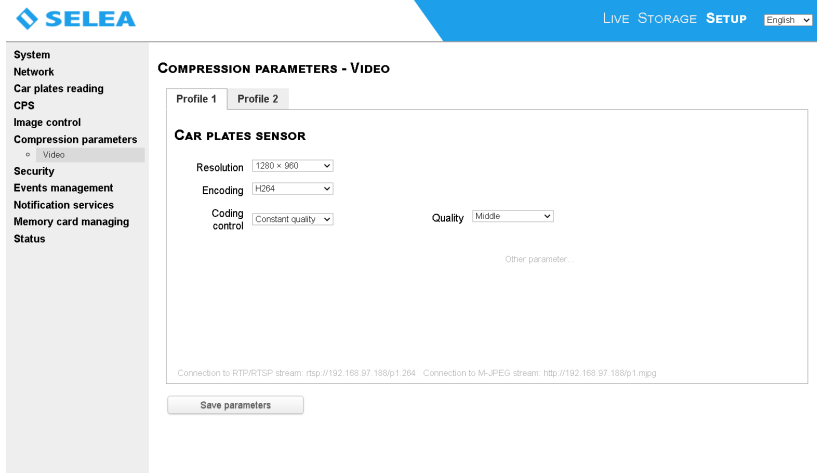 SELEA
LIVE STORAGE SETUP English
System
Network
Car plates reading
CPS
Image control
Compression parameters
Video
Security
Events management
Notification services
Memory card managing
Status
COMPRESSION PARAMETERS - VIDEO
Profile 1 Profile 2
CAR PLATES SENSOR
Resolution 1280 × 960
Encoding H264
Coding control Constant quality Quality Middle
Other parameter...
Connection to RTP/RTSP stream: rtsp://192.168.97.188/p1.264 Connection to M-JPEG stream: http://192.168.97.188/p1.mjpg
Save parameters